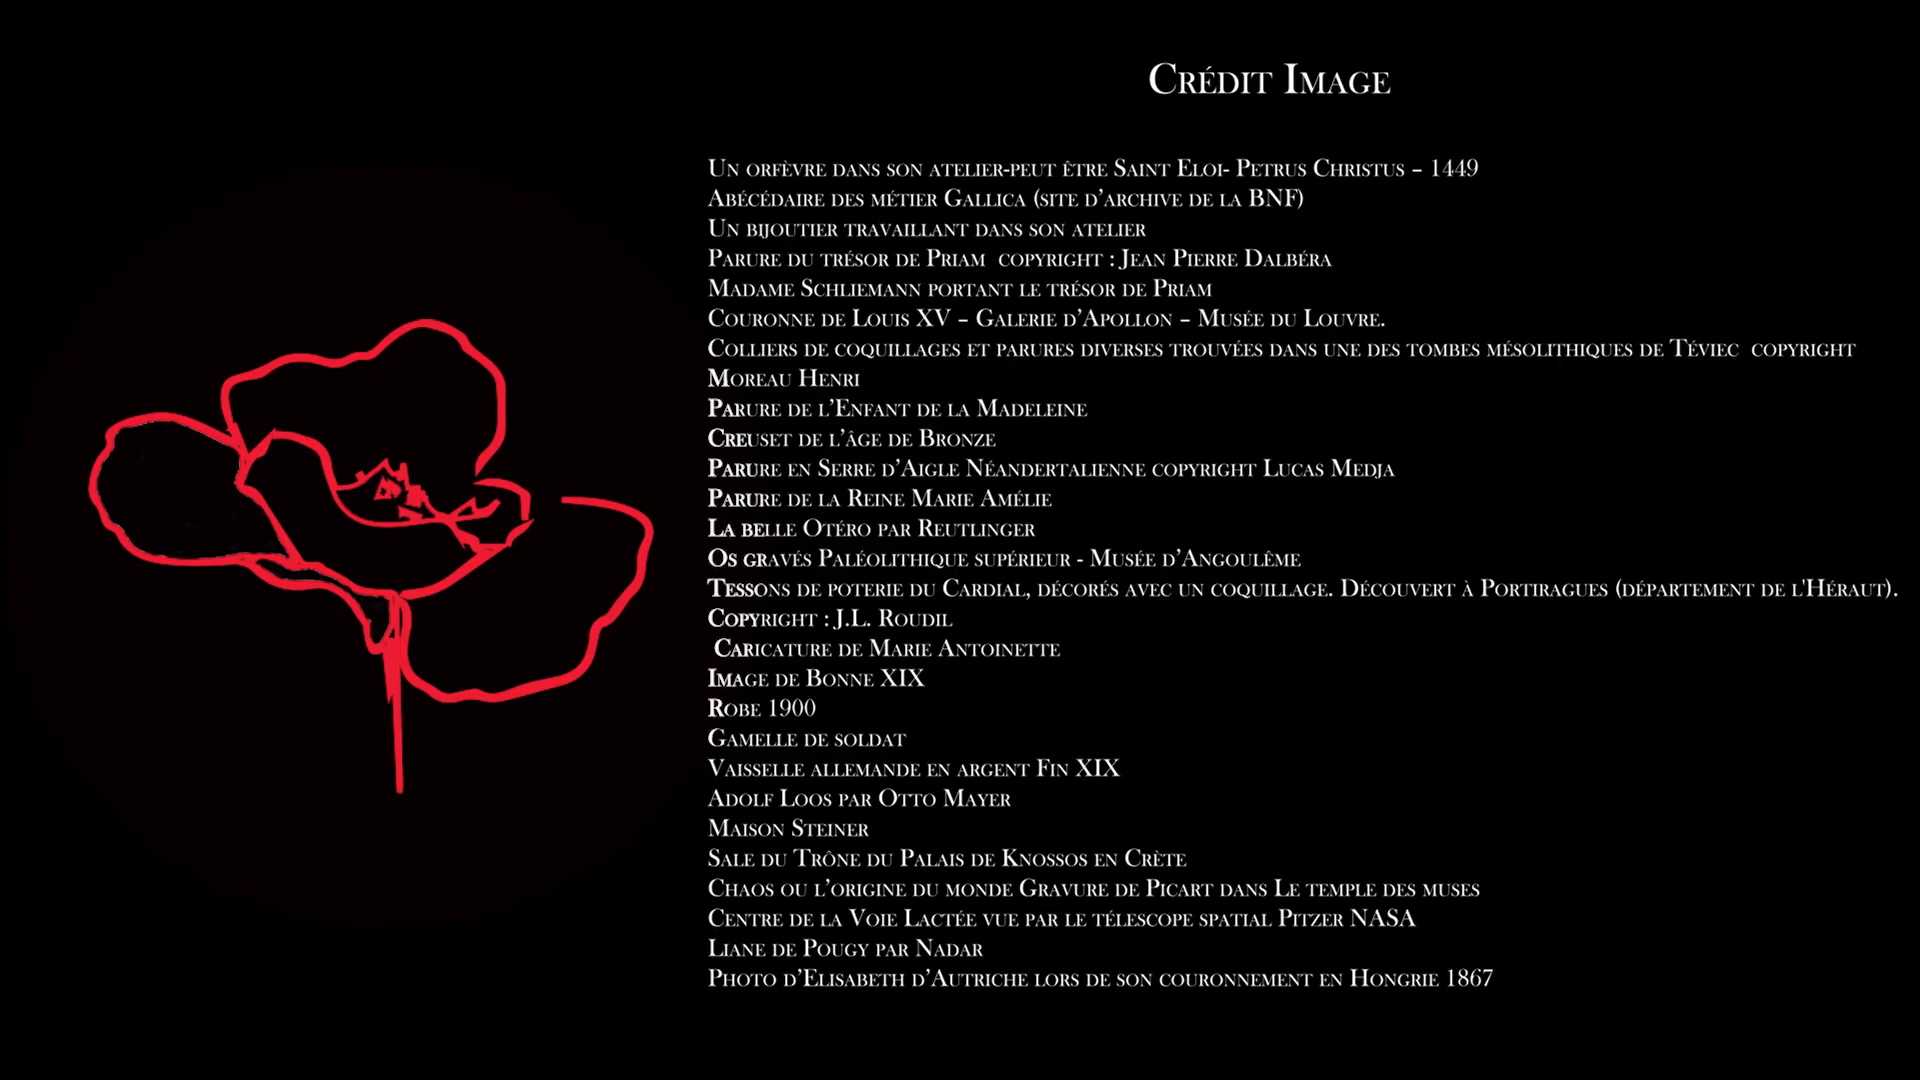 Crédit Image
Un orfèvre dans son atelier-peut être Saint Eloi- Petrus Christus – 1449
Abécédaire des métier Gallica (site d’archive de la BNF)
Un bijoutier travaillant dans son atelier
Parure du trésor de Priam  copyright : Jean Pierre Dalbéra
Madame Schliemann portant le trésor de Priam
Couronne de Louis XV – Galerie d’Apollon – Musée du Louvre.
Colliers de coquillages et parures diverses trouvées dans une des tombes mésolithiques de Téviec  copyright
Moreau Henri
Parure de l’Enfant de la Madeleine
Creuset de l’âge de Bronze
Parure en Serre d’Aigle Néandertalienne copyright Lucas Medja
Parure de la Reine Marie Amélie
La belle Otéro par Reutlinger
Os gravés Paléolithique supérieur - Musée d’Angoulême
Tessons de poterie du Cardial, décorés avec un coquillage. Découvert à Portiragues (département de l'Héraut).
Copyright : J.L. Roudil
Caricature de Marie Antoinette
Image de Bonne XIX
Robe 1900
Gamelle de soldat
Vaisselle allemande en argent Fin XIX
Adolf Loos par Otto Mayer
Maison Steiner
Sale du Trône du Palais de Knossos en Crète
Chaos ou l’origine du monde Gravure de Picart dans Le temple des muses
Centre de la Voie Lactée vue par le télescope spatial Pitzer NASA
Liane de Pougy par Nadar
Photo d’Elisabeth d’Autriche lors de son couronnement en Hongrie 1867